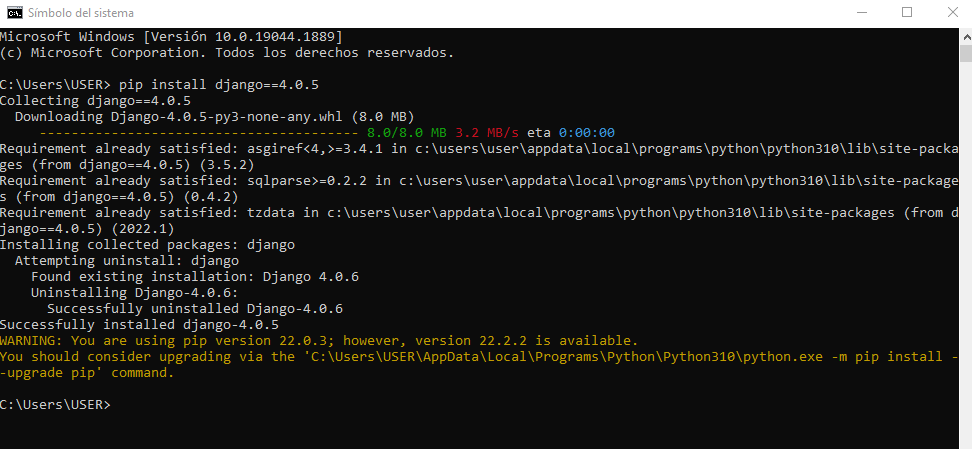 Símbolo del sistema
Microsoft Windows [Versión 10.0.19044.1889]
(c) Microsoft Corporation. Todos los derechos reservados.
C:\Users\USER> pip install django==4.0.5
Collecting django==4.0.5
  Downloading Django-4.0.5-py3-none-any.whl (8.0 MB)
     ---------------------------------------- 8.0/8.0 MB 3.2 MB/s eta 0:00:00
Requirement already satisfied: asgiref<4,>=3.4.1 in c:\users\user\appdata\local\programs\python\python310\lib\site-packa
ges (from django==4.0.5) (3.5.2)
Requirement already satisfied: sqlparse>=0.2.2 in c:\users\user\appdata\local\programs\python\python310\lib\site-package
s (from django==4.0.5) (0.4.2)
Requirement already satisfied: tzdata in c:\users\user\appdata\local\programs\python\python310\lib\site-packages (from d
jango==4.0.5) (2022.1)
Installing collected packages: django
  Attempting uninstall: django
    Found existing installation: Django 4.0.6
    Uninstalling Django-4.0.6:
      Successfully uninstalled Django-4.0.6
Successfully installed django-4.0.5
WARNING: You are using pip version 22.0.3; however, version 22.2.2 is available.
You should consider upgrading via the 'C:\Users\USER\AppData\Local\Programs\Python\Python310\python.exe -m pip install -
-upgrade pip' command.
C:\Users\USER>